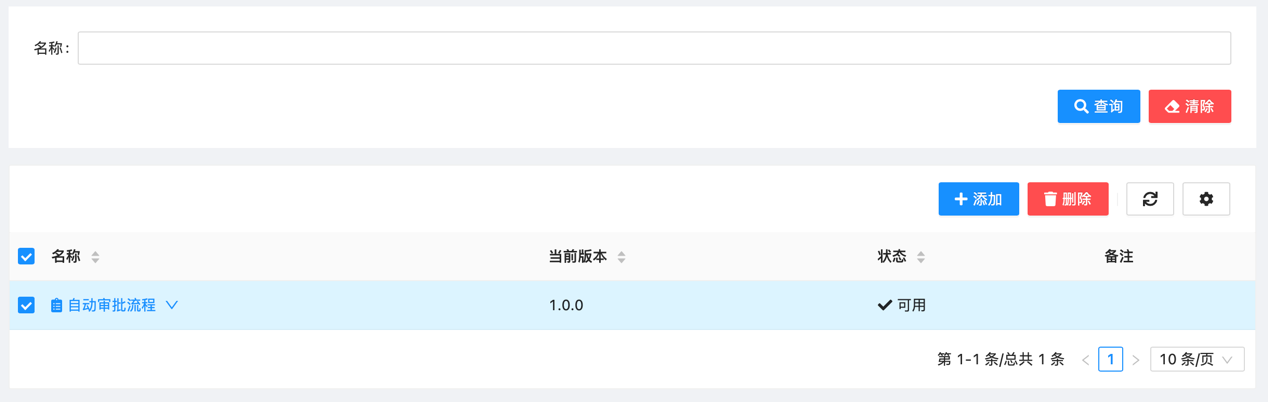 名称:
查询 清除
添加 删除
名称 当前版本 状态 备注
自动审批流程 1.0.0 可用
第 1-1 条/总共 1 条 1 10 条/页